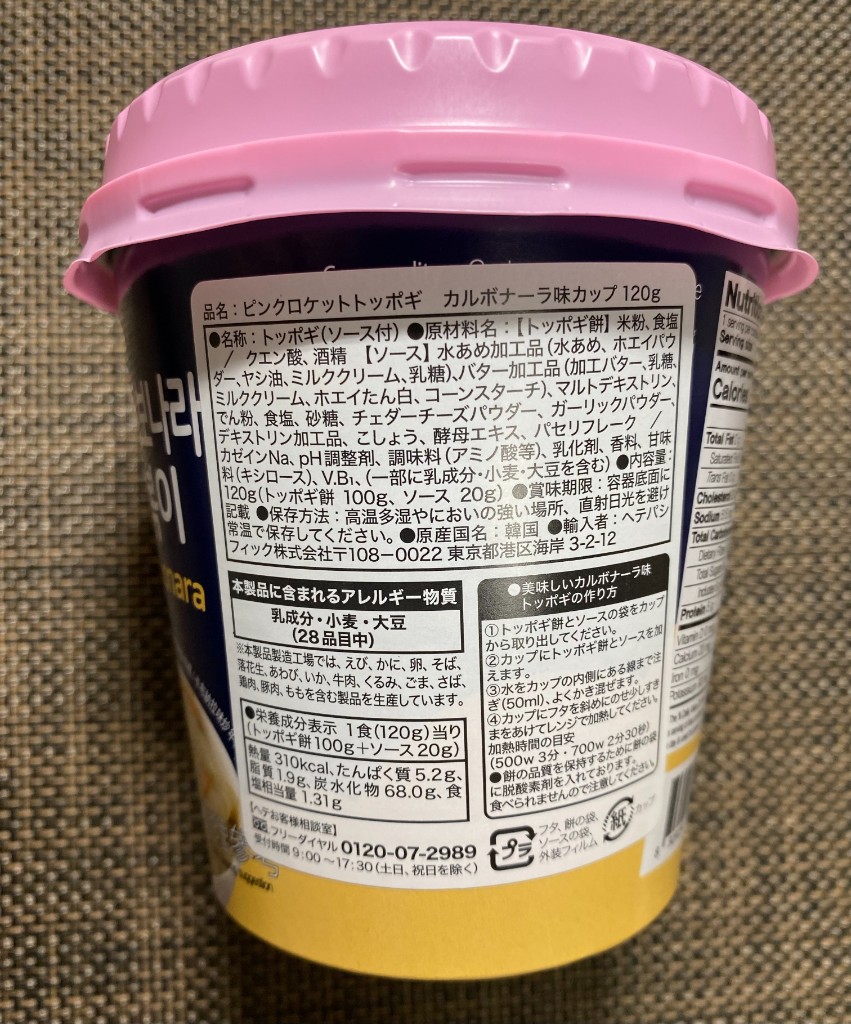 品名：ピンクロケットトッポギ　カルボナーラ味カップ 120g
●名称：トッポギ(ソース付) ●原材料名：【トッポギ餅】米粉、食塩
／ クエン酸、酒精 【ソース】水あめ加工品（水あめ、ホエイパウ
ダー、ヤシ油、ミルククリーム、乳糖）、バター加工品（加工バター、乳糖、
ミルククリーム、ホエイたん白、コーンスターチ）、マルトデキストリン、
でん粉、食塩、砂糖、チェダーチーズパウダー、ガーリックパウダー、
デキストリン加工品、こしょう、酵母エキス、パセリフレーク ／
カゼインNa、pH調整剤、調味料（アミノ酸等）、乳化剤、香料、甘味
料（キシロース）、V.B₁、（一部に乳成分・小麦・大豆を含む）●内容量：
120g（トッポギ餅 100g、ソース 20g）●賞味期限：容器底面に
記載 ●保存方法：高温多湿やにおいの強い場所、直射日光を避け
常温で保存してください。●原産国名：韓国 ●輸入者：ヘテパシ
フィック株式会社〒108－0022 東京都港区海岸 3-2-12
本製品に含まれるアレルギー物質
乳成分・小麦・大豆
（28品目中）
※本製品製造工場では、えび、かに、卵、そば、
落花生、あわび、いか、牛肉、くるみ、ごま、さば、
鶏肉、豚肉、ももを含む製品を生産しています。
●栄養成分表示 1食(120g)当り
(トッポギ餅100g＋ソース20g)
熱量 310kcal、たんぱく質 5.2g、
脂質 1.9g、炭水化物 68.0g、食
塩相当量 1.31g
【ヘテお客様相談室】
フリーダイヤル 0120-07-2989
受付時間 9：00～17：30（土日、祝日を除く）
●美味しいカルボナーラ味
トッポギの作り方
①トッポギ餅とソースの袋をカップ
から取り出してください。
②カップにトッポギ餅とソースを加
えます。
③水をカップの内側にある線まで注
ぎ(50ml)、よくかき混ぜます。
④カップにフタを斜めにのせ少しすき
まをあけてレンジで加熱してください。
加熱時間の目安
(500w 3分・700w 2分30秒)
●餅の品質を保持するために餅の袋
に脱酸素剤を入れております。
食べられませんので注意してください。
プラ
フタ、餅の袋、
ソースの袋、
外装フィルム
紙
カップ
나래
이
nara
Serving size
Amount per
Calories
Total Fat
Saturated
Trans Fat
Cholesterol
Sodium
Total Carb
Dietary
Total Sugars
Protein
Vitamin D
Calcium
Iron 0 mg
Potassium